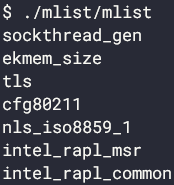 $ ./mlist/mlist
sockthread_gen
ekmem_size
tls
cfg80211
nls_iso8859_1
intel_rapl_msr
intel_rapl_common